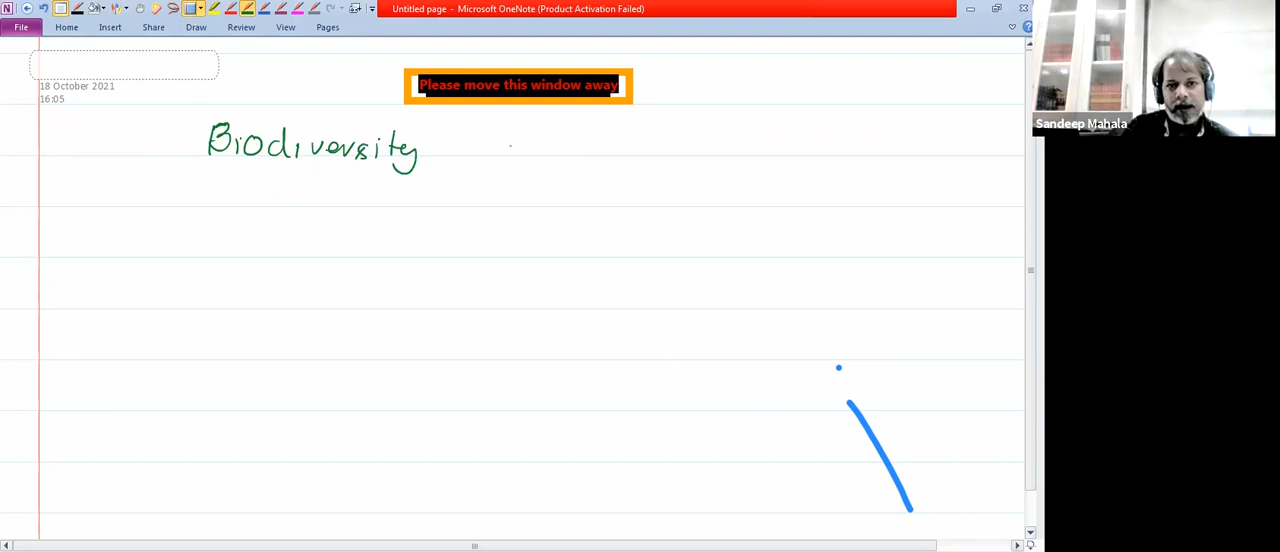 Untitled page - Microsoft OneNote (Product Activation Failed)
File Home Insert Share Draw Review View Pages
18 October 2021
16:05
Please move this window away
Sandeep Mahala
Biodiversity